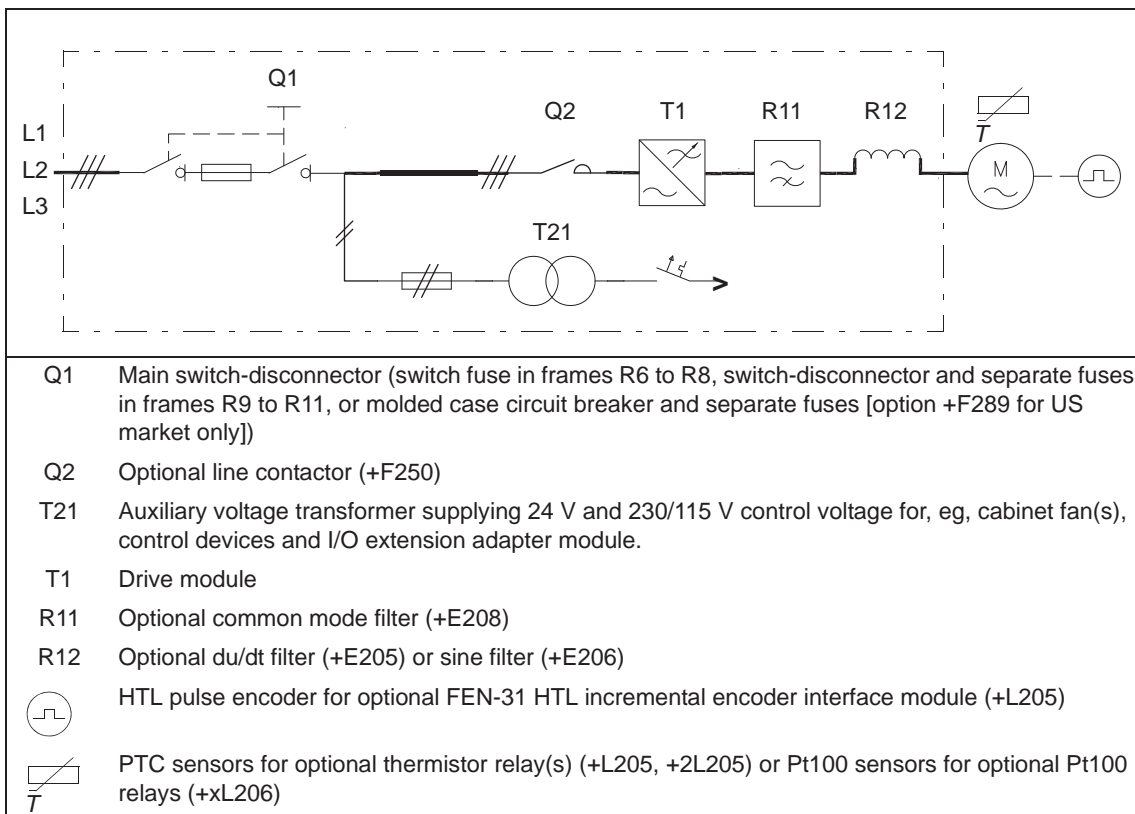 Q1
L1
L2
L3
Q2
T1
R11
R12
T
M
T21
Q1 Main switch-disconnector (switch fuse in frames R6 to R8, switch-disconnector and separate fuses
in frames R9 to R11, or molded case circuit breaker and separate fuses [option +F289 for US
market only])
Q2 Optional line contactor (+F250)
T21 Auxiliary voltage transformer supplying 24 V and 230/115 V control voltage for, eg, cabinet fan(s),
control devices and I/O extension adapter module.
T1 Drive module
R11 Optional common mode filter (+E208)
R12 Optional du/dt filter (+E205) or sine filter (+E206)
HTL pulse encoder for optional FEN-31 HTL incremental encoder interface module (+L205)
PTC sensors for optional thermistor relay(s) (+L205, +2L205) or Pt100 sensors for optional Pt100
relays (+xL206)
T